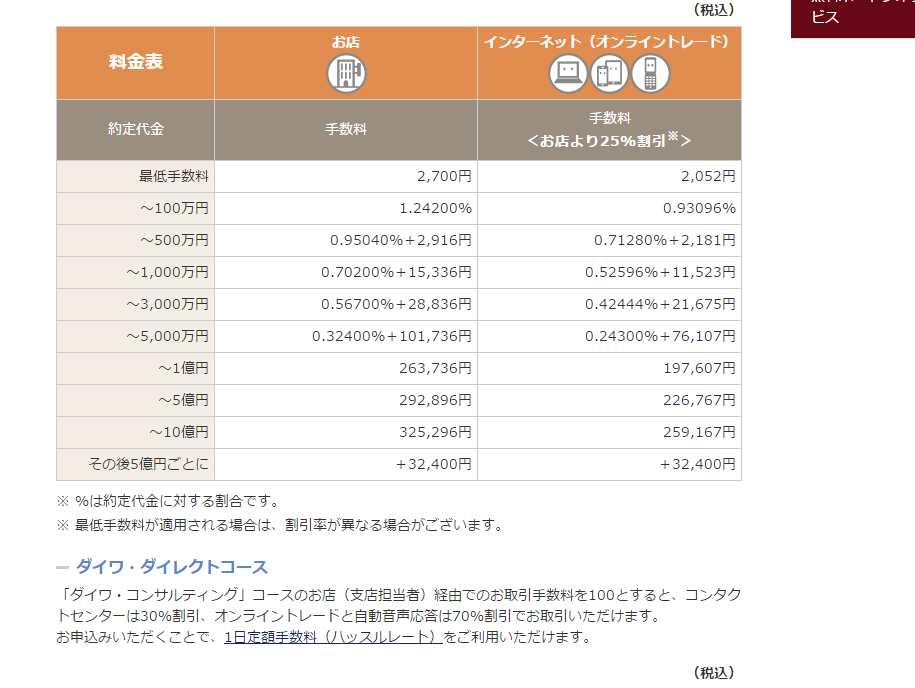 （税込）
ビス
料金表
お店
インターネット（オンライントレード）
約定代金
手数料
手数料
＜お店より25%割引※＞
最低手数料 2,700円 2,052円
～100万円 1.24200% 0.93096%
～500万円 0.95040%+2,916円 0.71280%+2,181円
～1,000万円 0.70200%+15,336円 0.52596%+11,523円
～3,000万円 0.56700%+28,836円 0.42444%+21,675円
～5,000万円 0.32400%+101,736円 0.24300%+76,107円
～1億円 263,736円 197,607円
～5億円 292,896円 226,767円
～10億円 325,296円 259,167円
その後5億円ごとに +32,400円 +32,400円
※ %は約定代金に対する割合です。
※ 最低手数料が適用される場合は、割引率が異なる場合がございます。
ダイワ・ダイレクトコース
「ダイワ・コンサルティング」コースのお店（支店担当者）経由でのお取引手数料を100とすると、コンタク
トセンターは30%割引、オンライントレードと自動音声応答は70%割引でお取引いただけます。
お申込みいただくことで、1日定額手数料（ハッスルレート）をご利用いただけます。
（税込）